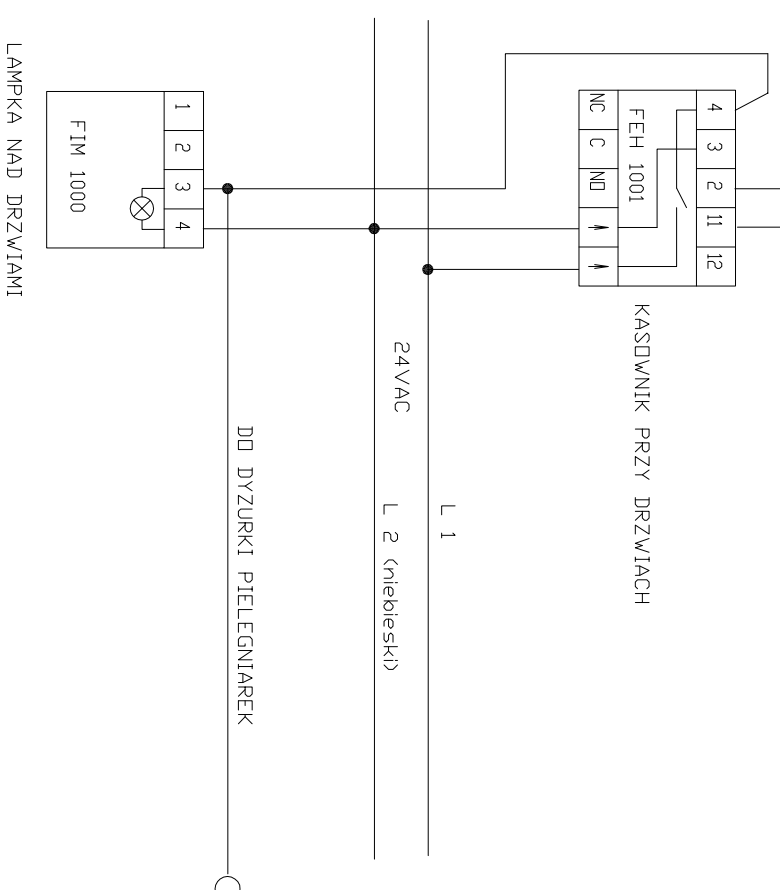 LAMPKA NAD DRZWIAMI
FIM 1000
1
2
3
4
DO DYZURKI PIELEGNIAREK
24VAC
L 2 (niebieski)
L 1
NC
C
NO
FEH 1001
4
3
2
11
12
KASOWNIK PRZY DRZWIACH